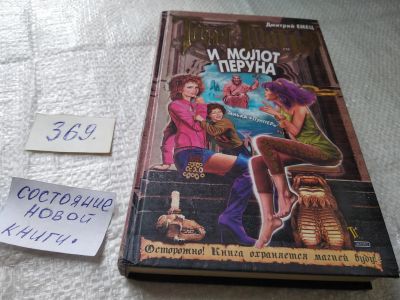 Дмитрий ЕМЕЦ
И МОЛОТ
ПЕРУНА
369.
СОСТОЯНИЕ
НОВОЙ
КНИГИ.
Осторожно! Книга охраняется магией вуду!